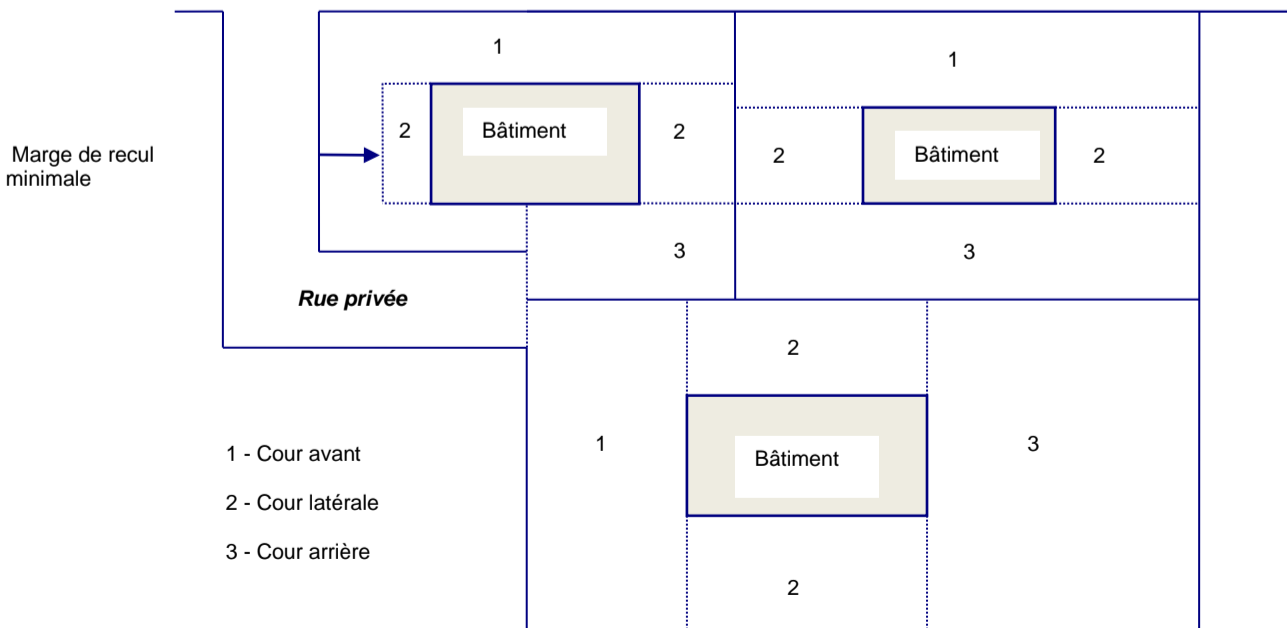 1
1
2
Bâtiment
2
2
Bâtiment
2
Marge de recul
minimale
3
3
Rue privée
2
1 - Cour avant
1
Bâtiment
3
2 - Cour latérale
3 - Cour arrière
2